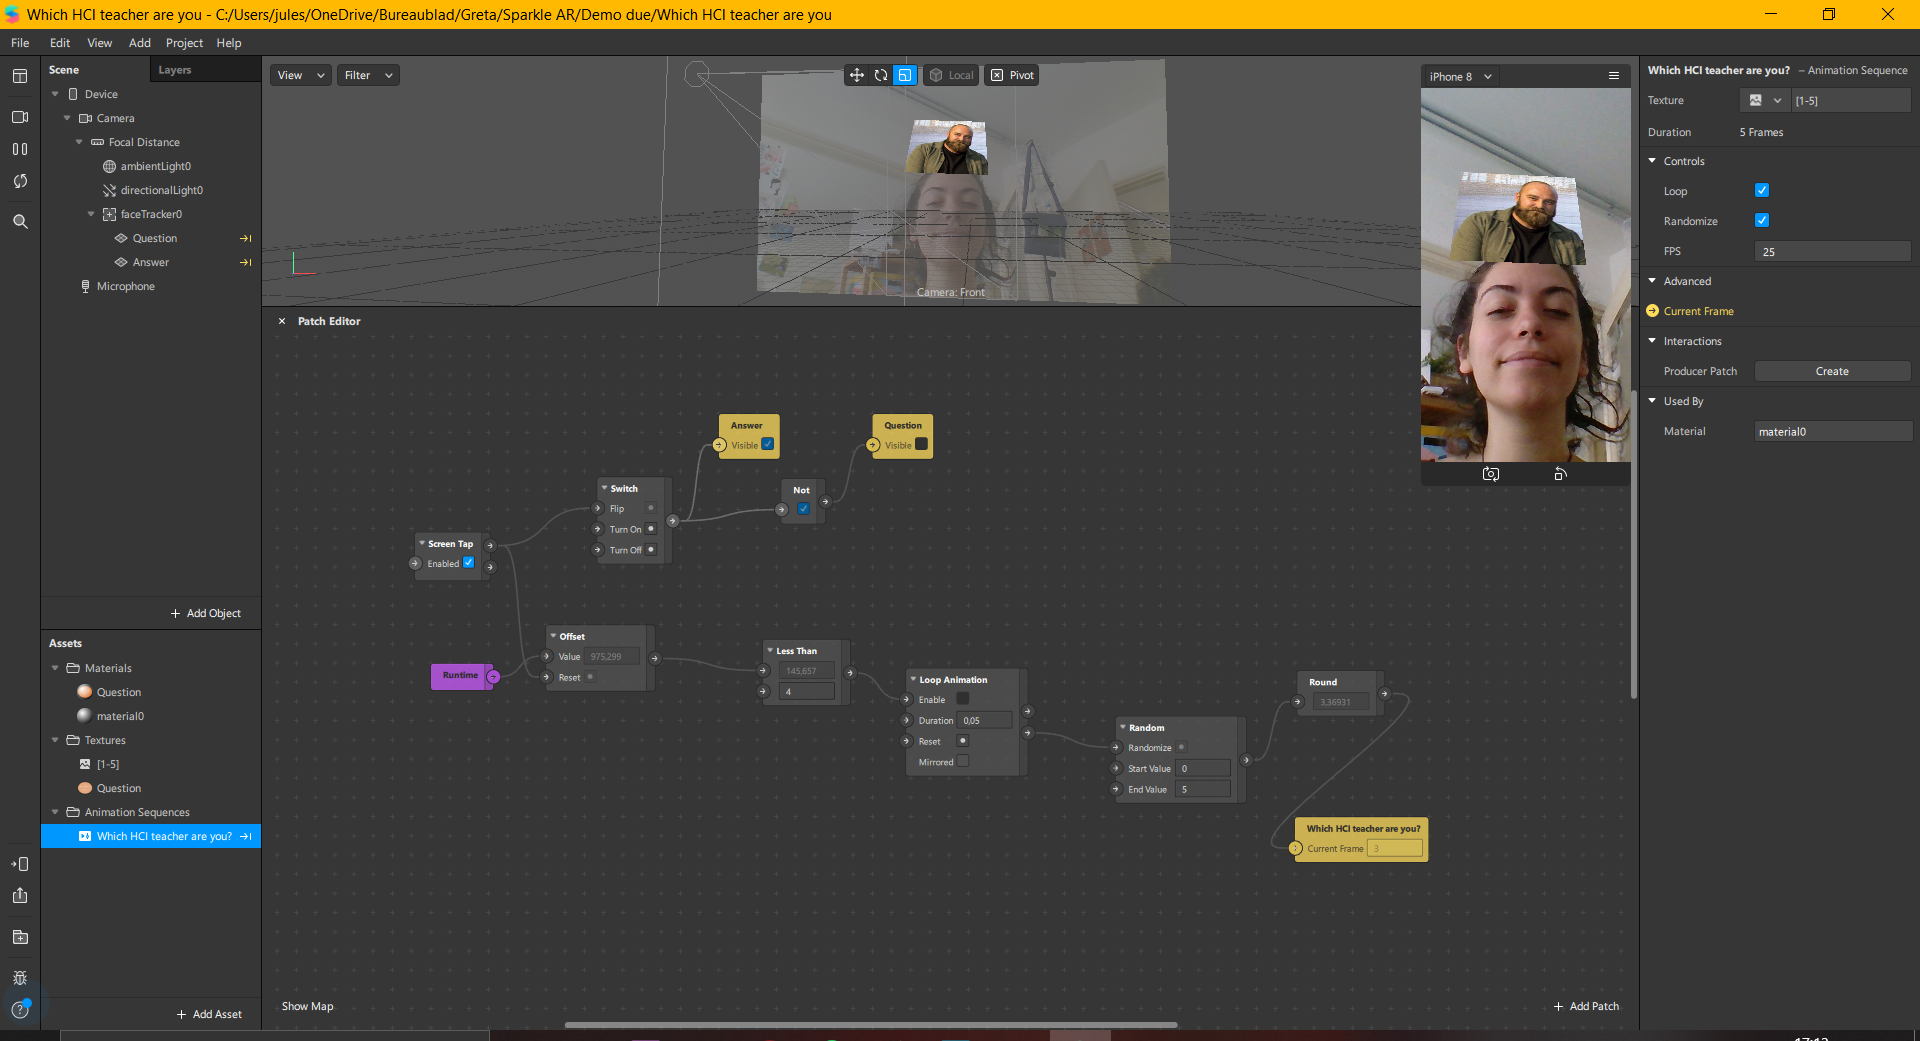 Which HCI teacher are you - C:/Users/jules/OneDrive/Bureaublad/Greta/Sparkle AR/Demo due/Which HCI teacher are you
File Edit View Add Project Help
Scene
Layers
Device
Camera
Focal Distance
ambientLight0
directionalLight0
faceTracker0
Question
Answer
Microphone
+ Add Object
Assets
Materials
Question
material0
Textures
[1-5]
Question
Animation Sequences
Which HCI teacher are you?
+ Add Asset
View
Filter
Local
Pivot
Camera: Front
Patch Editor
Answer
Visible
Question
Visible
Switch
Flip
Turn On
Turn Off
Not
Screen Tap
Enabled
Runtime
Offset
Value 975,299
Reset
Less Than
145,657
4
Loop Animation
Enable
Duration 0,05
Reset
Mirrored
Random
Randomize
Start Value 0
End Value 5
Round
3,36931
Which HCI teacher are you?
Current Frame 3
Show Map
+ Add Patch
iPhone 8
Which HCI teacher are you? – Animation Sequence
Texture [1-5]
Duration 5 Frames
Controls
Loop
Randomize
FPS 25
Advanced
Current Frame
Interactions
Producer Patch Create
Used By
Material material0